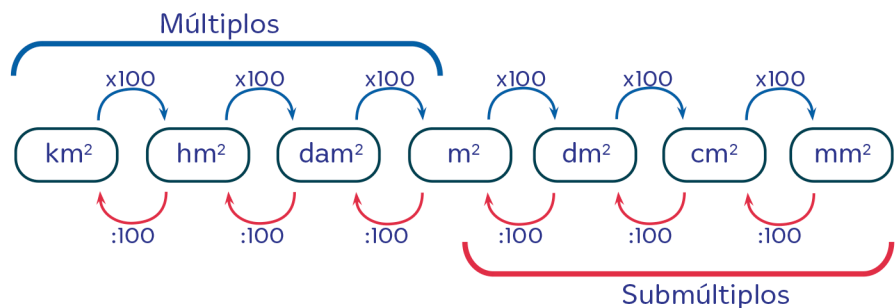 Múltiplos
x100 x100 x100 x100 x100 x100
km² hm² dam² m² dm² cm² mm²
:100 :100 :100 :100 :100 :100
Submúltiplos